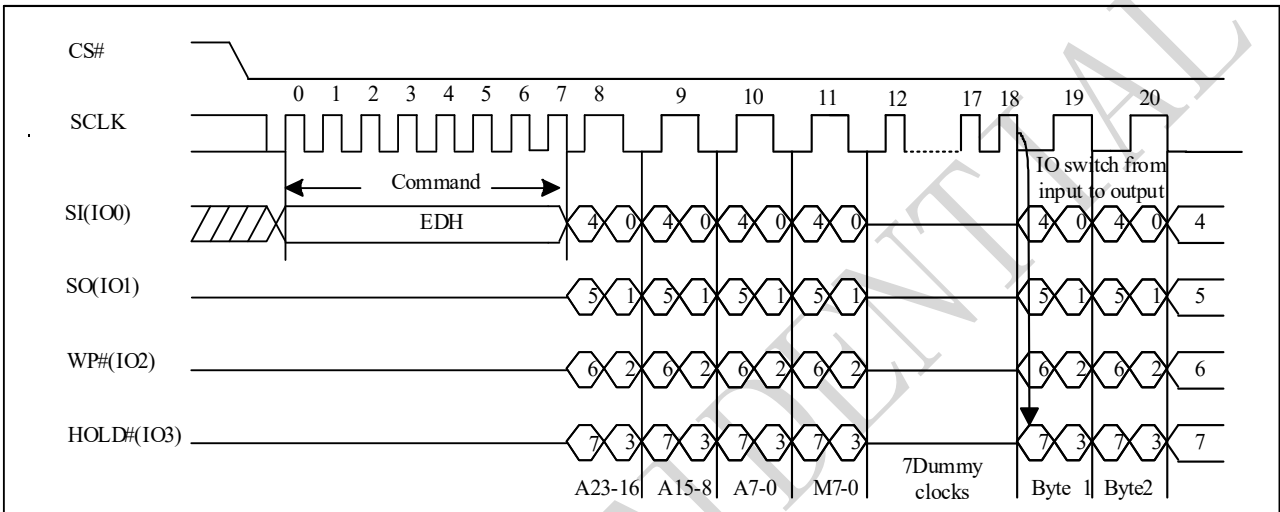 CS#
0 1 2 3 4 5 6 7 8 9 10 11 12 17 18 19 20
SCLK
Command
IO switch from
input to output
SI(IO0)
EDH
4 0 4 0 4 0 4 0 4 0 4 0 4
SO(IO1)
5 1 5 1 5 1 5 1 5 1 5 1 5
WP#(IO2)
6 2 6 2 6 2 6 2 6 2 6 2 6
HOLD#(IO3)
7 3 7 3 7 3 7 3 7 3 7 3 7
A23-16 A15-8 A7-0 M7-0
7Dummy
clocks
Byte 1 Byte2